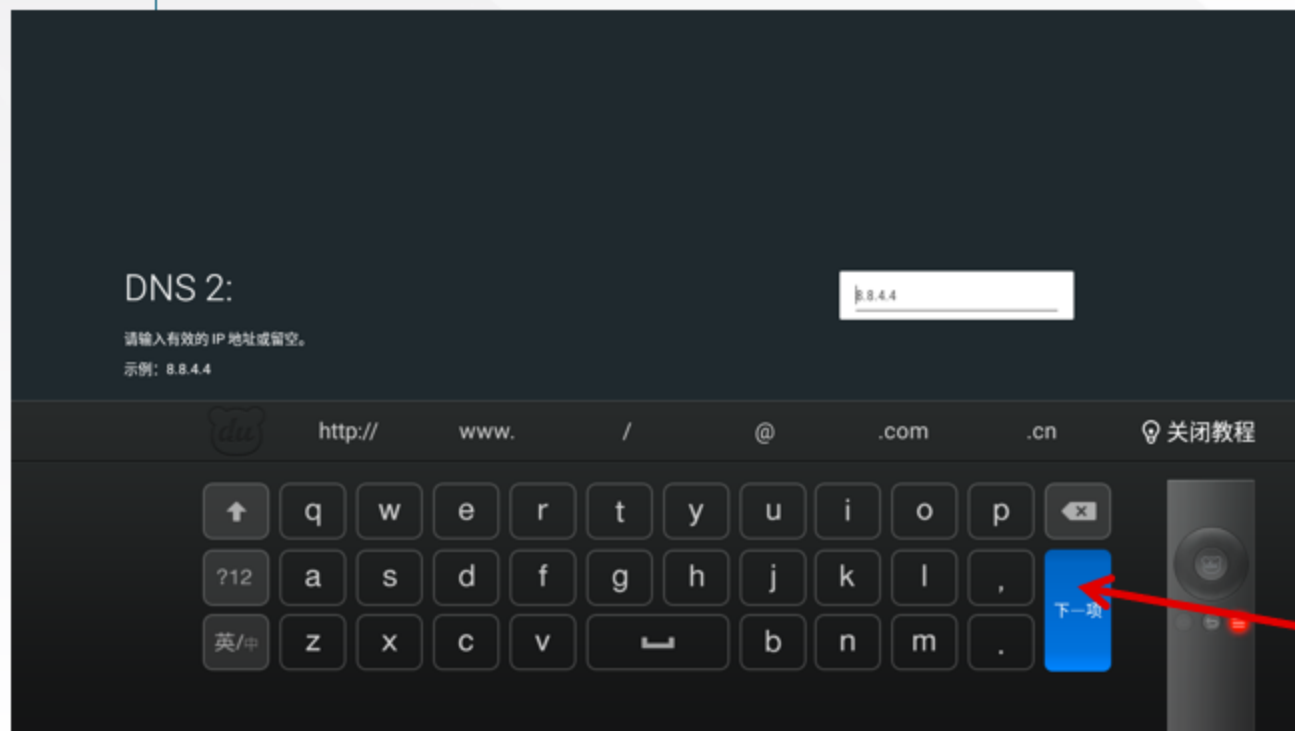 DNS 2:
8.8.4.4
请输入有效的 IP 地址或留空。
示例：8.8.4.4
du http:// www. / @ .com .cn 关闭教程
q w e r t y u i o p
?12 a s d f g h j k l , 下一项
英/中 z x c v b n m .